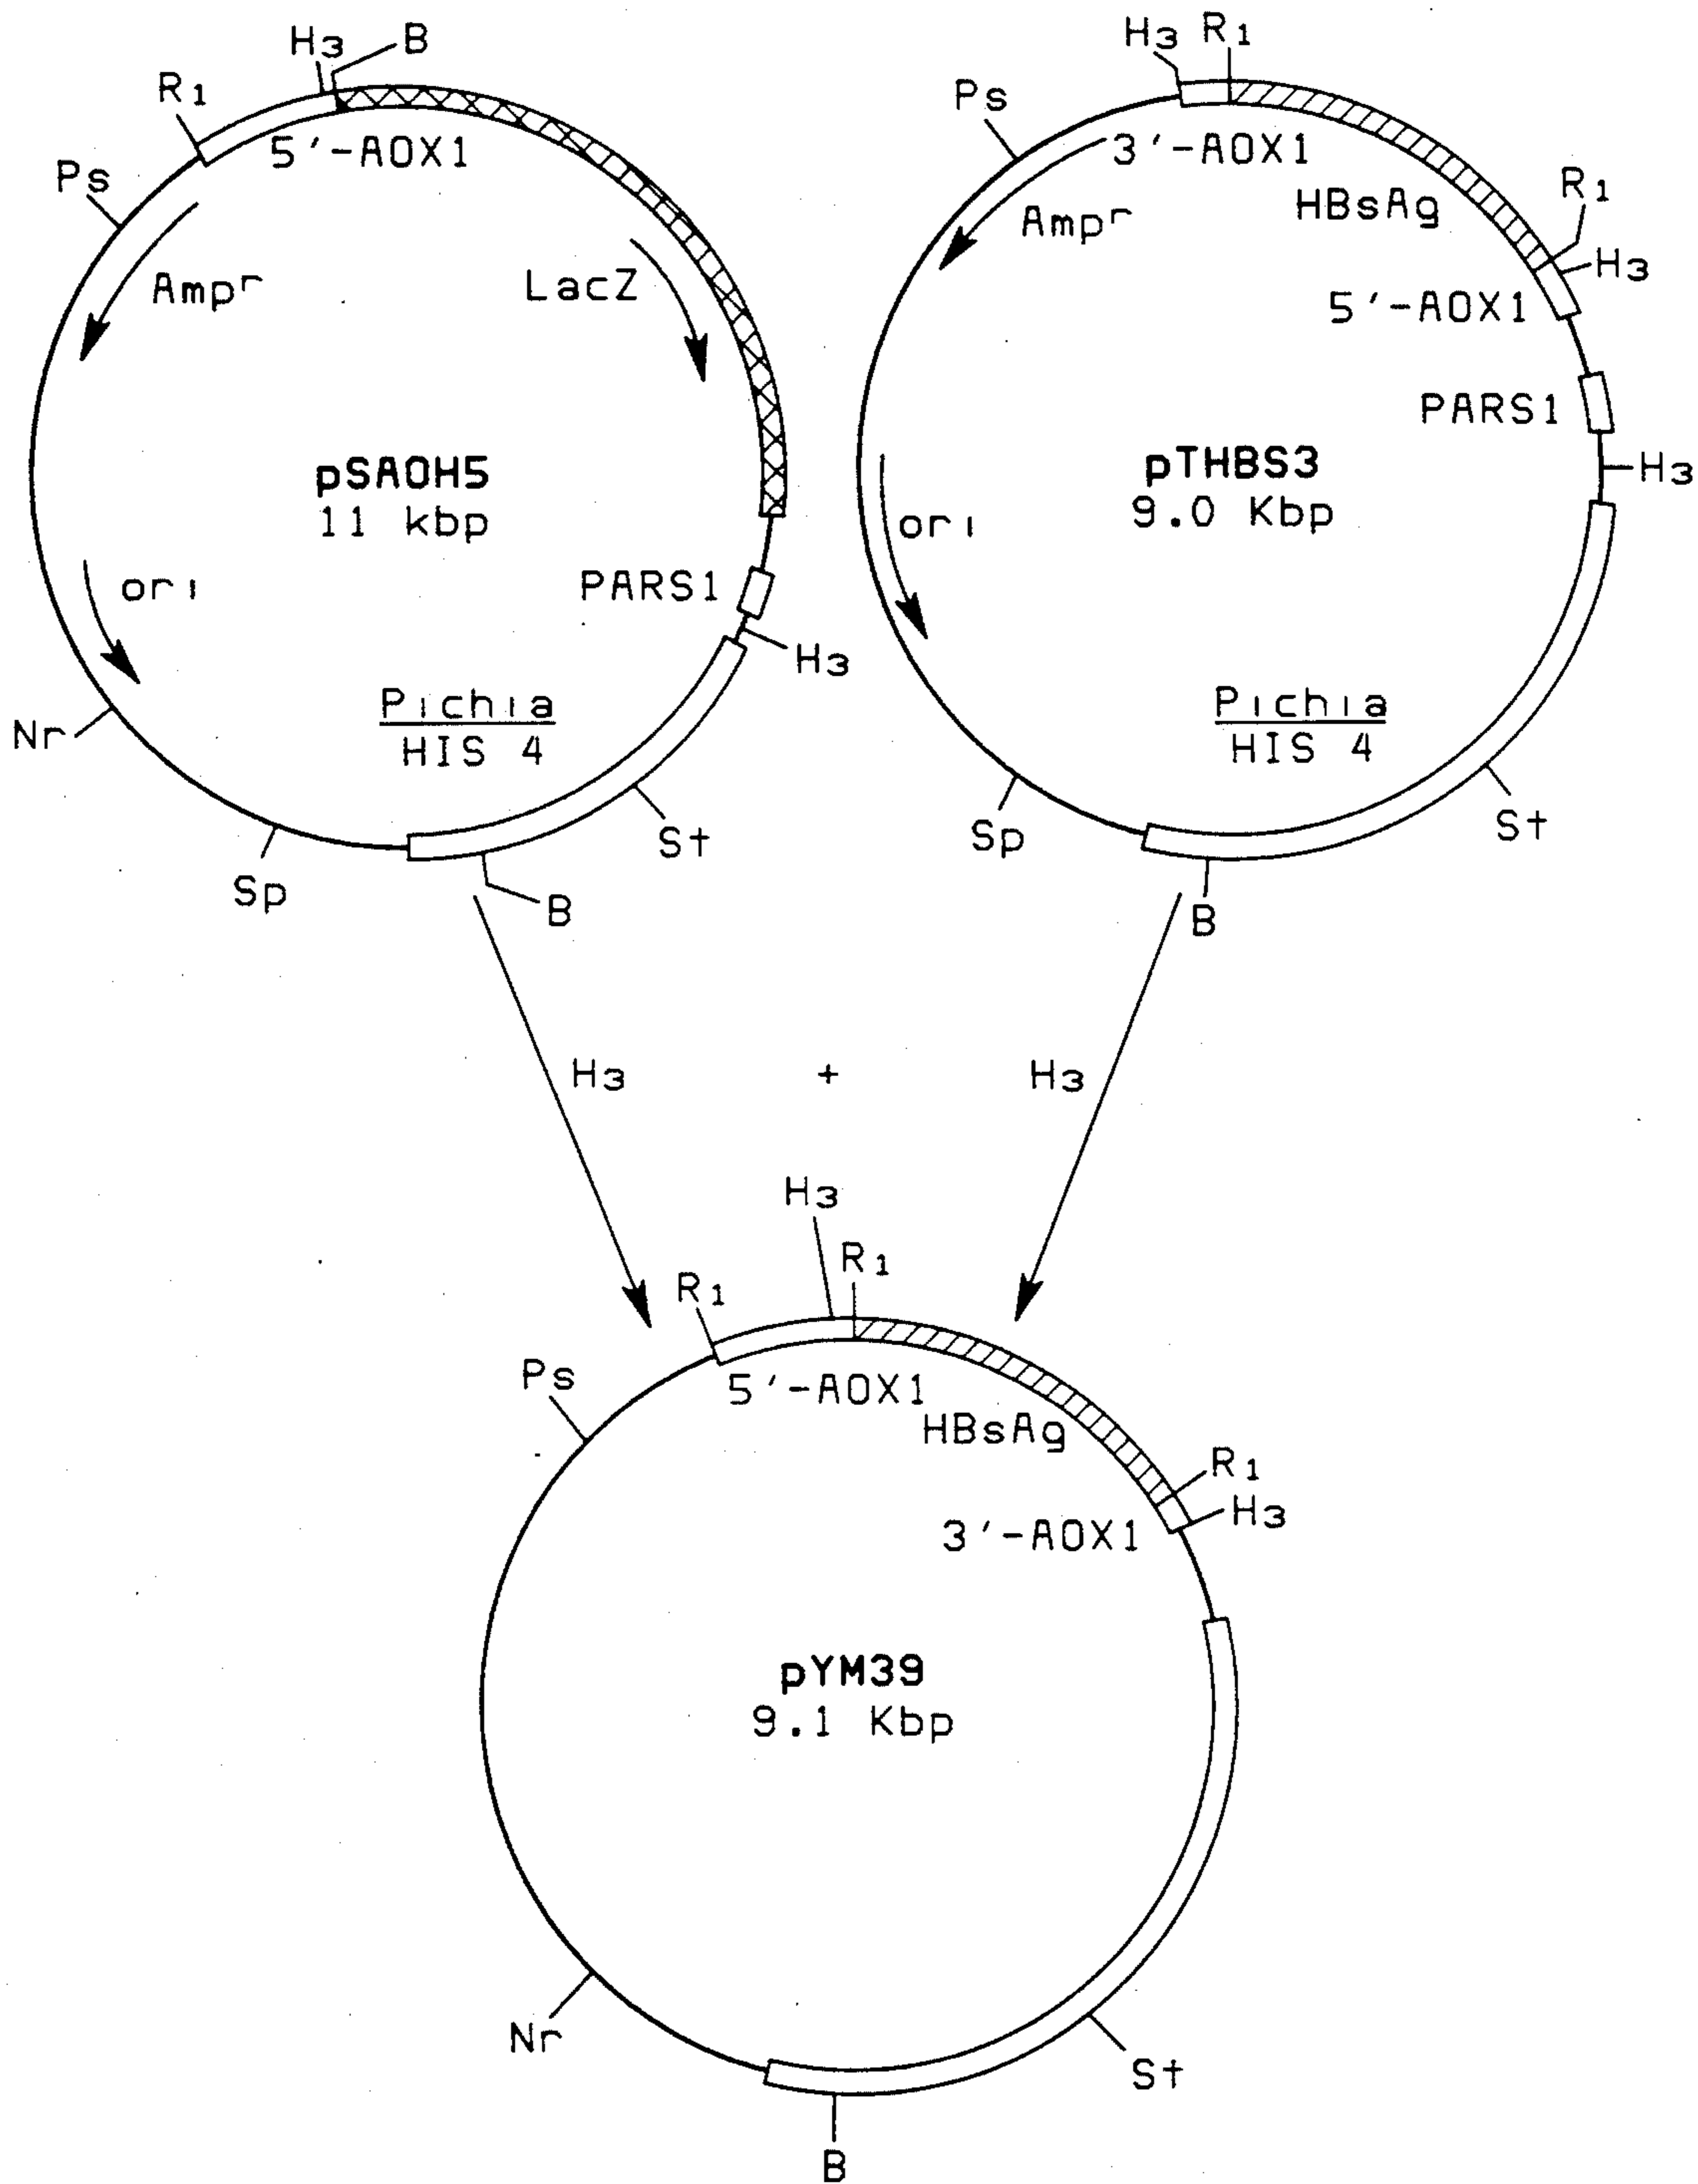 H3
B
R1
5'-AOX1
Ps
Ampr
LacZ
pSAOH5
11 kbp
ori
PARS1
H3
Pichia
HIS 4
Nr
St
Sp
B
H3
R1
Ps
3'-AOX1
R1
HBsAg
Ampr
H3
5'-AOX1
PARS1
pTHBS3
9.0 Kbp
H3
ori
Pichia
HIS 4
Sp
St
B
H3
+
H3
H3
R1
R1
Ps
5'-AOX1
HBsAg
R1
H3
3'-AOX1
pYM39
9.1 Kbp
Nr
St
B